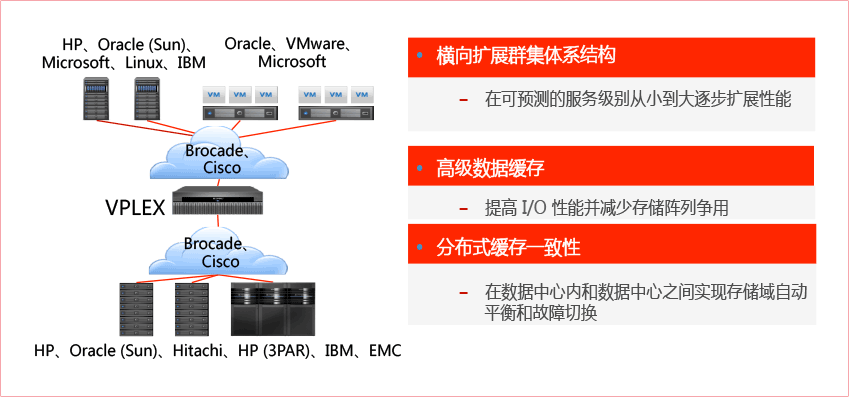 HP、Oracle (Sun)、
Microsoft、Linux、IBM
Oracle、VMware、
Microsoft
VM VM VM
VM VM VM
Brocade、
Cisco
VPLEX
Brocade、
Cisco
HP、Oracle (Sun)、Hitachi、HP (3PAR)、IBM、EMC
• 横向扩展群集体系结构
– 在可预测的服务级别从小到大逐步扩展性能
• 高级数据缓存
– 提高 I/O 性能并减少存储阵列争用
• 分布式缓存一致性
– 在数据中心内和数据中心之间实现存储域自动
平衡和故障切换